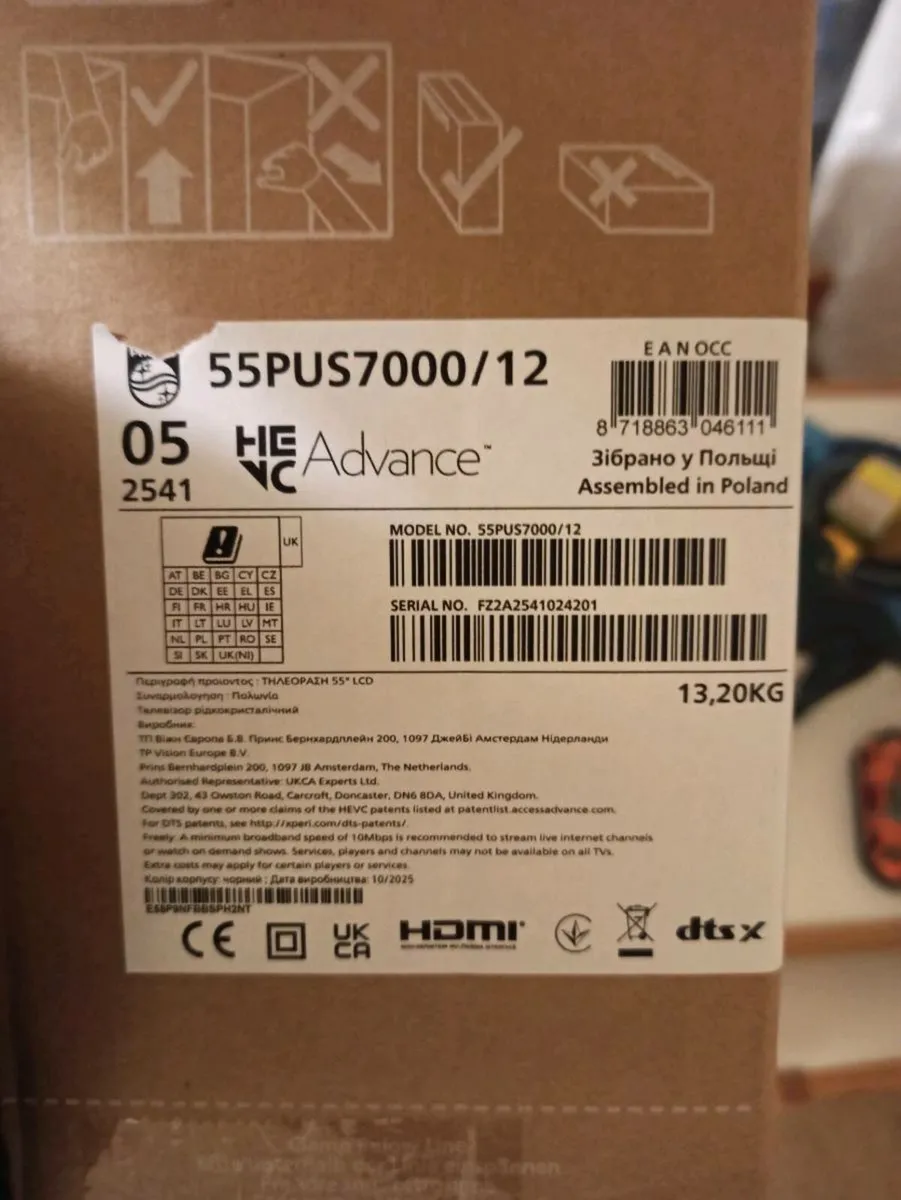 55PUS7000/12
EAN OCC
8 718863 046111
05
2541
HEVC Advance™
Зібрано у Польщі
Assembled in Poland
UK
AT BE BG CY CZ
DE DK EE EL ES
FI FR HR HU IE
IT LT LU LV MT
NL PL PT RO SE
SI SK UK(NI)
MODEL NO. 55PUS7000/12
SERIAL NO. FZ2A2541024201
13,20KG
Περιγραφή προιοντος : ΤΗΛΕΟΡΑΣΗ 55" LCD
Συναρμολογηση : Πολωνία
Телевізор рідкокристалічний
Виробник:
ТП Віжн Європа Б.В. Принс Бернхардплейн 200, 1097 ДжейБі Амстердам Нідерланди
TP Vision Europe B.V.
Prins Bernhardplein 200, 1097 JB Amsterdam, The Netherlands.
Authorised Representative: UKCA Experts Ltd.
Dept 302, 43 Owston Road, Carcroft, Doncaster, DN6 8DA, United Kingdom.
Covered by one or more claims of the HEVC patents listed at patentlist.accessadvance.com.
For DTS patents, see http://xperi.com/dts-patents/.
Freely: A minimum broadband speed of 10Mbps is recommended to stream live internet channels
or watch on demand shows. Services, players and channels may not be available on all TVs.
Extra costs may apply for certain players or services.
Колір корпусу: чорний ; Дата виробництва: 10/2025
CE
UK
CA
HDMI
dts x